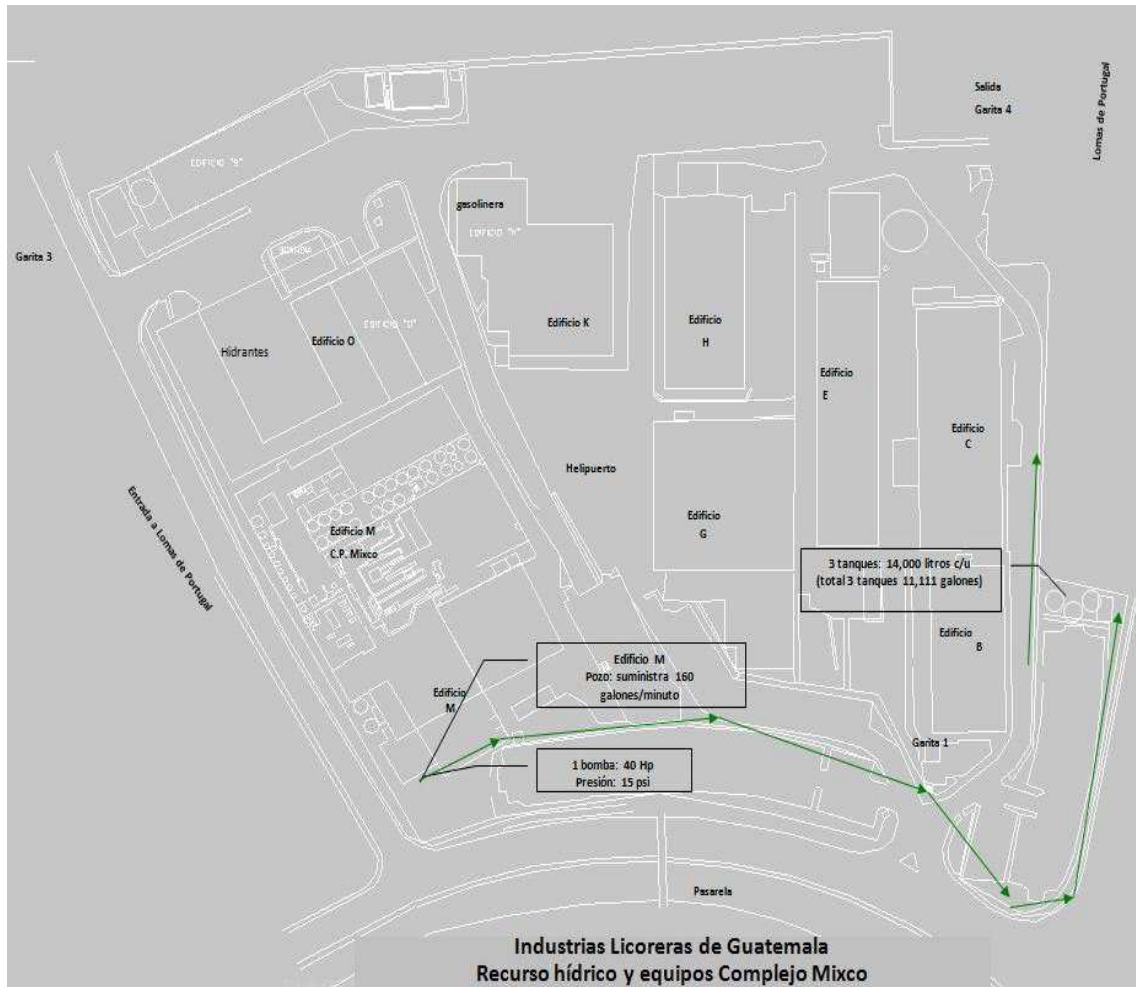 Salida
Garita 4
Lomas de Portugal
EDIFICIO "S"
gasolinera
EDIFICIO "K"
Garita 3
EDIFICIO "O"
Edificio O
Hidrantes
Edificio K
Edificio
H
Edificio
E
Edificio
C
Helipuerto
Entrada a Lomas de Portugal
Edificio M
C.P. Mixco
Edificio
G
3 tanques: 14,000 litros c/u
(total 3 tanques 11,111 galones)
Edificio
B
Edificio M
Pozo: suministra 160
galones/minuto
Edificio
M
Garita 1
1 bomba: 40 Hp
Presión: 15 psi
Pasarela
Industrias Licoreras de Guatemala
Recurso hídrico y equipos Complejo Mixco